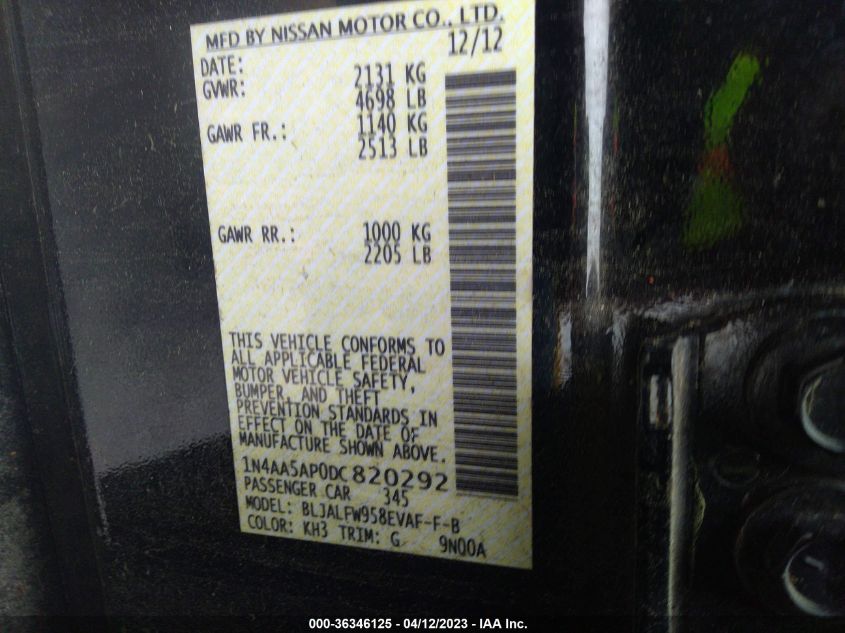 MFD BY NISSAN MOTOR CO., LTD.
DATE: 12/12
GVWR: 2131 KG
4698 LB
GAWR FR.: 1140 KG
2513 LB
GAWR RR.: 1000 KG
2205 LB
THIS VEHICLE CONFORMS TO
ALL APPLICABLE FEDERAL
MOTOR VEHICLE SAFETY,
BUMPER, AND THEFT
PREVENTION STANDARDS IN
EFFECT ON THE DATE OF
MANUFACTURE SHOWN ABOVE.
1N4AA5AP0DC820292
PASSENGER CAR 345
MODEL: BLJALFW958EVAF-F-B
COLOR: KH3 TRIM: G 9N00A
000-36346125 - 04/12/2023 - IAA Inc.